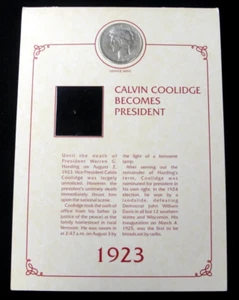 CALVIN COOLIDGE
BECOMES
PRESIDENT
Until the death of
President Warren G.
Harding on August 2,
1923, Vice President Calvin
Coolidge was largely
unnoticed. However, the
president's untimely death
immediately thrust him
upon the national scene.
Coolidge took the oath of
office from his father (a
justice of the peace) at the
family homestead in rural
Vermont. He was sworn in
at 2:47 a.m. on August 3 by
the light of a kerosene
lamp.
After serving out the
remainder of Harding's
term, Coolidge was
nominated for president in
his own right. In the 1924
election, he won by a
landslide, defeating
Democrat John William
Davis in all but 12 southern
states and Wisconsin. His
inauguration on March 4,
1925, was the first to be
broadcast by radio.
1923